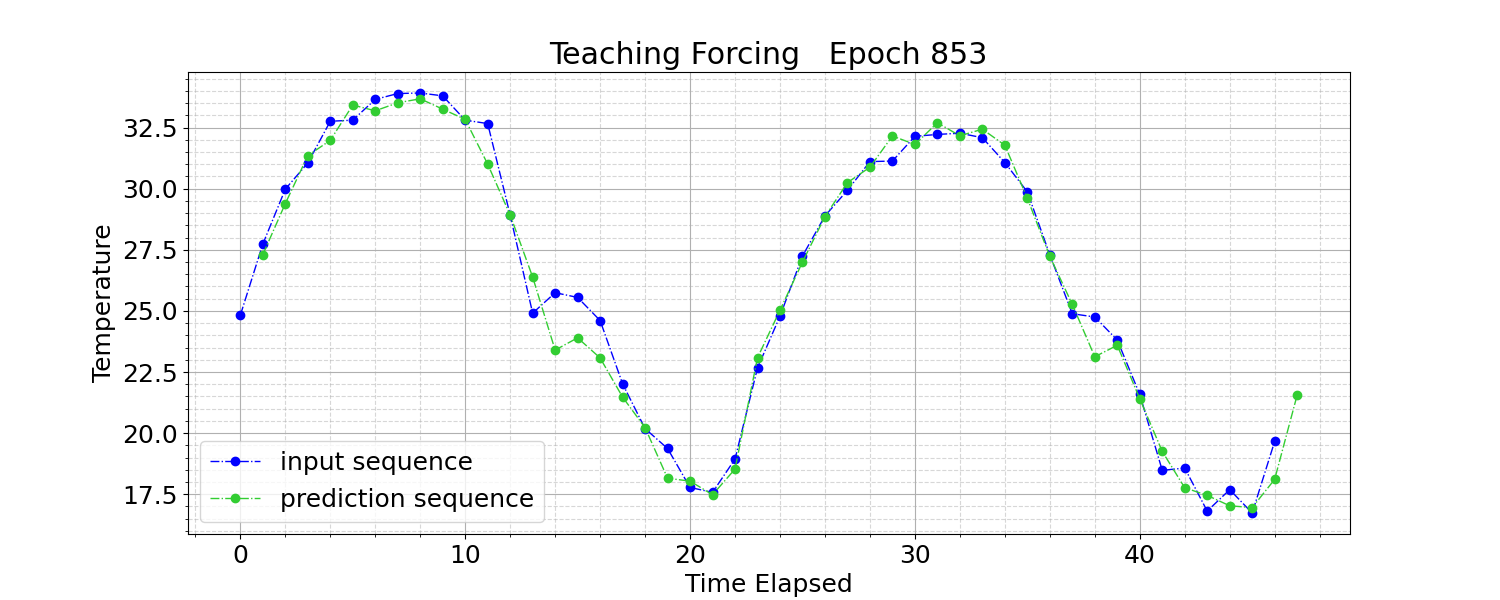 Teaching Forcing   Epoch 853
32.5
30.0
27.5
25.0
22.5
20.0
17.5
Temperature
input sequence
prediction sequence
0 10 20 30 40
Time Elapsed